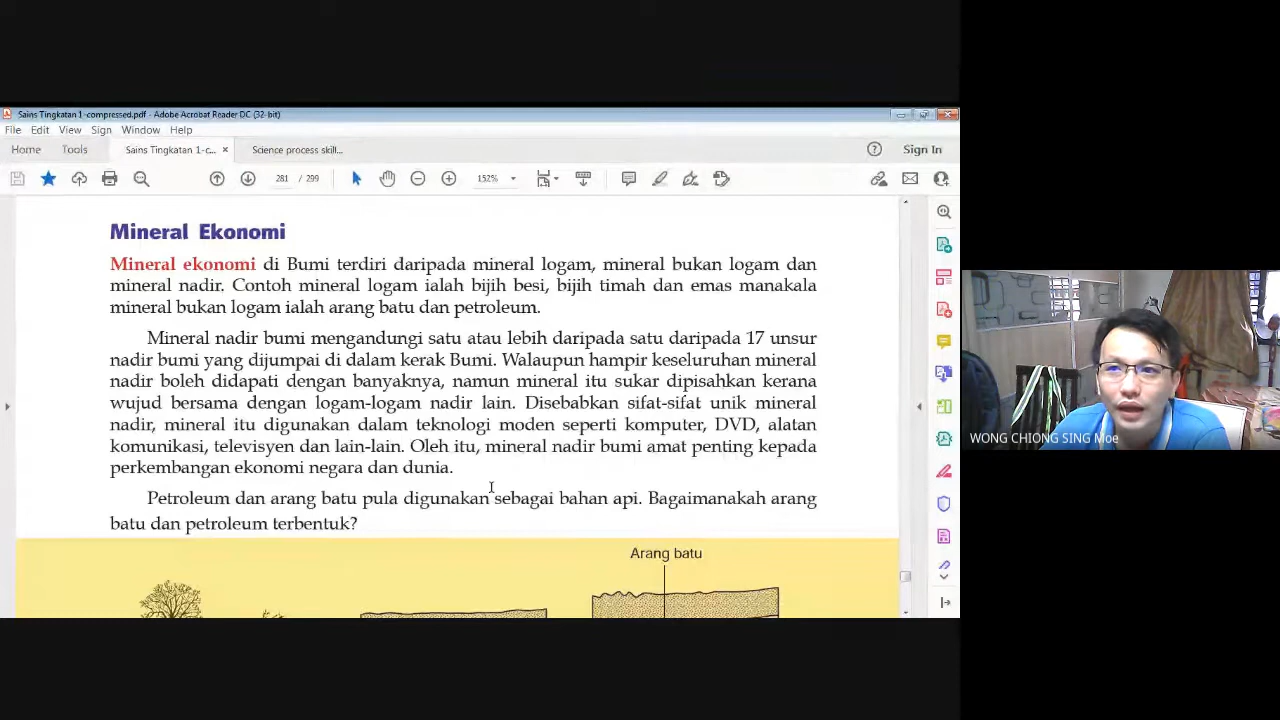 Sains Tingkatan 1-compressed.pdf - Adobe Acrobat Reader DC (32-bit)
File Edit View Sign Window Help
Home Tools Sains Tingkatan 1-c... × Science process skill... Sign In
281 / 299 152%
Mineral Ekonomi
Mineral ekonomi di Bumi terdiri daripada mineral logam, mineral bukan logam dan
mineral nadir. Contoh mineral logam ialah bijih besi, bijih timah dan emas manakala
mineral bukan logam ialah arang batu dan petroleum.
Mineral nadir bumi mengandungi satu atau lebih daripada satu daripada 17 unsur
nadir bumi yang dijumpai di dalam kerak Bumi. Walaupun hampir keseluruhan mineral
nadir boleh didapati dengan banyaknya, namun mineral itu sukar dipisahkan kerana
wujud bersama dengan logam-logam nadir lain. Disebabkan sifat-sifat unik mineral
nadir, mineral itu digunakan dalam teknologi moden seperti komputer, DVD, alatan
komunikasi, televisyen dan lain-lain. Oleh itu, mineral nadir bumi amat penting kepada
perkembangan ekonomi negara dan dunia.
Petroleum dan arang batu pula digunakan sebagai bahan api. Bagaimanakah arang
batu dan petroleum terbentuk?
Arang batu
WONG CHIONG SING Moe